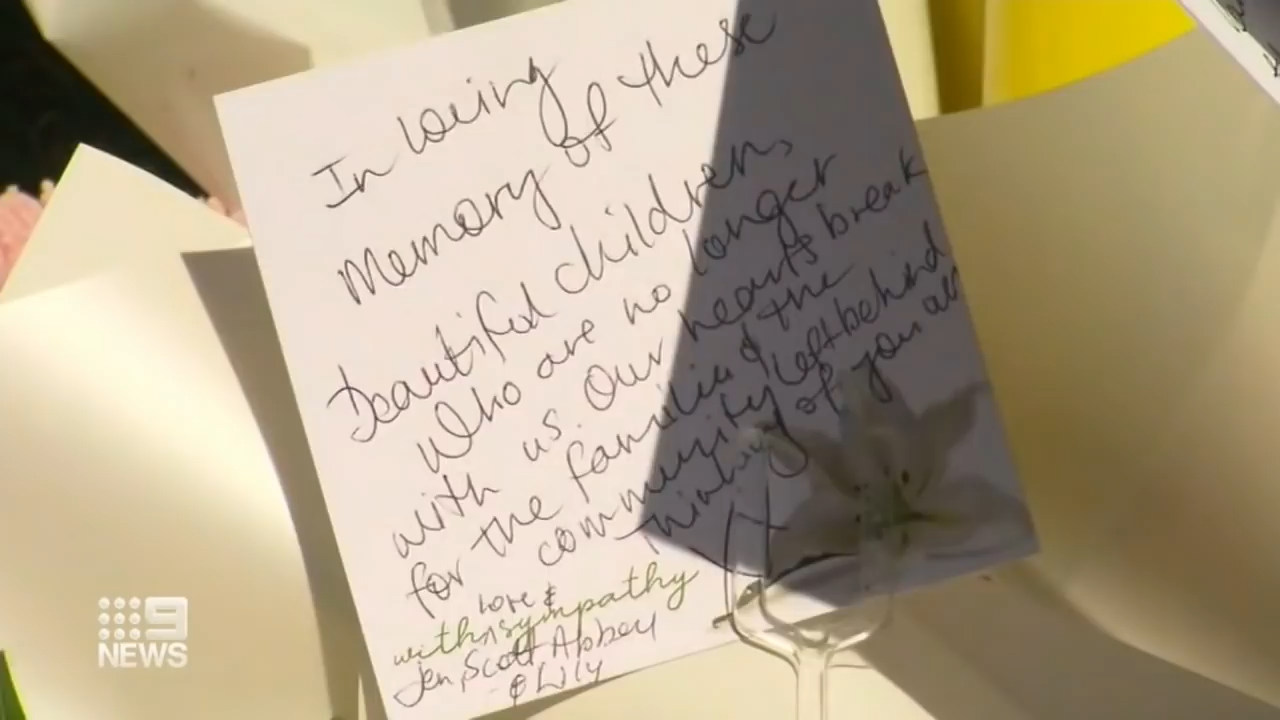 In loving
Memory of these
beautiful children,
who are no longer
with us. Our hearts break
for the families & the
community left behind
thinking of you all
love &
with sympathy
Jen, Scott Abbey
& Lily
9
NEWS